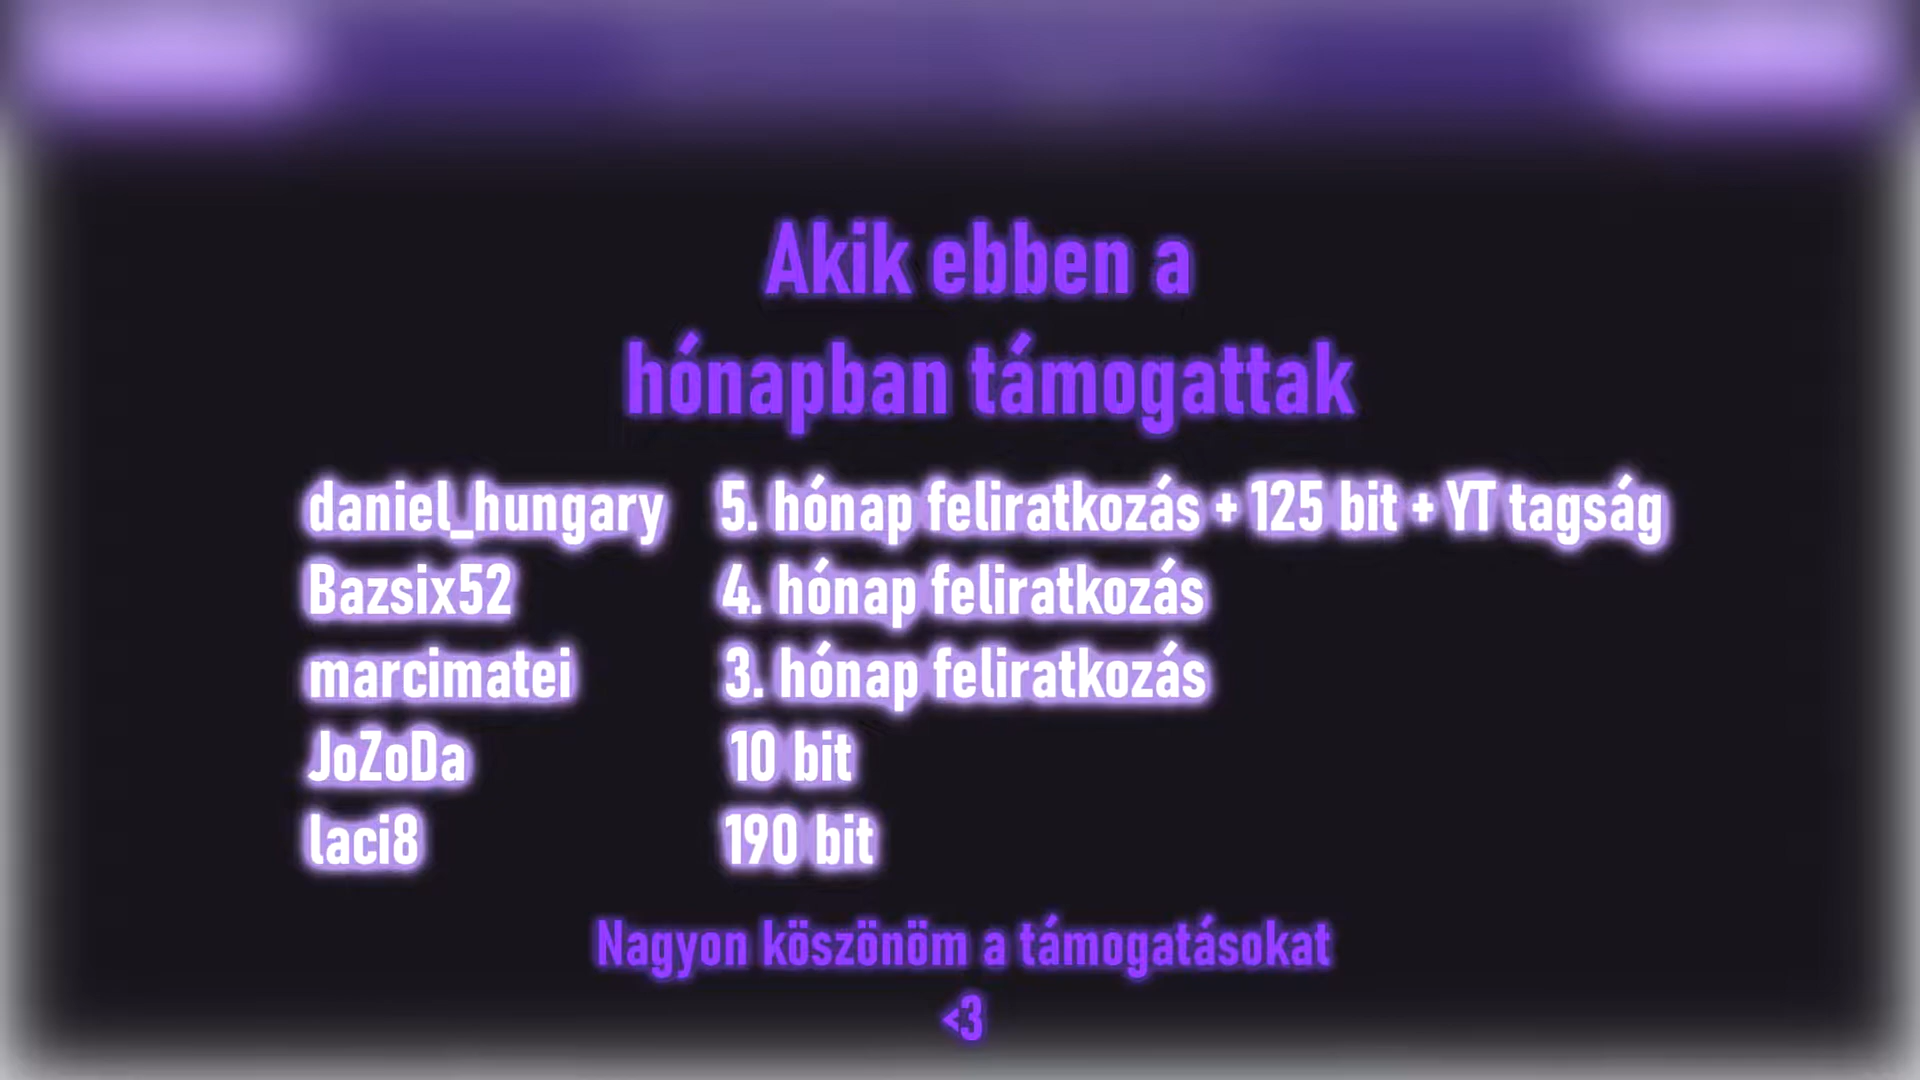 Akik ebben a
hónapban támogattak
daniel_hungary 5. hónap feliratkozás + 125 bit + YT tagság
Bazsix52 4. hónap feliratkozás
marcimatei 3. hónap feliratkozás
JoZoDa 10 bit
laci8 190 bit
Nagyon köszönöm a támogatásokat
<3